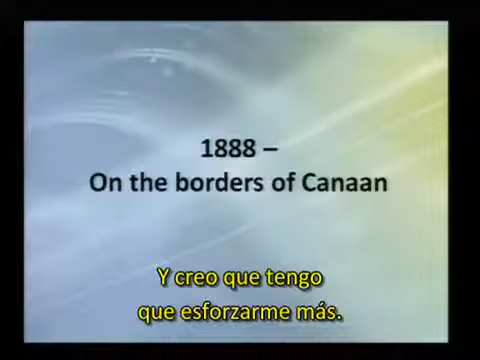 1888 –
On the borders of Canaan
Y creo que tengo
que esforzarme más.